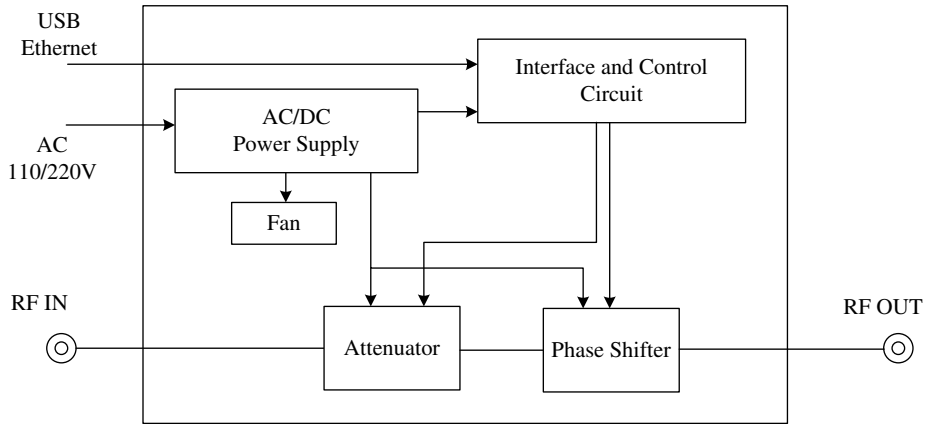 USB
Ethernet
Interface and Control
Circuit
AC/DC
Power Supply
AC
110/220V
Fan
RF IN
RF OUT
Attenuator
Phase Shifter